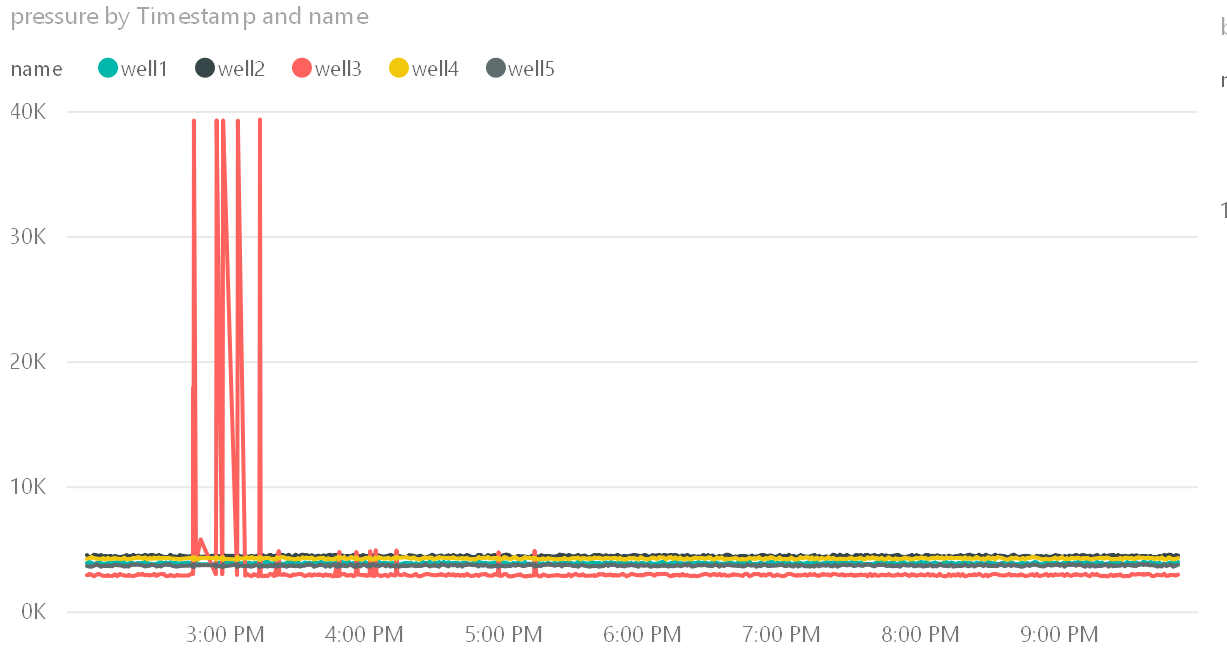 pressure by Timestamp and name
name well1 well2 well3 well4 well5
40K
30K
20K
10K
0K
3:00 PM 4:00 PM 5:00 PM 6:00 PM 7:00 PM 8:00 PM 9:00 PM